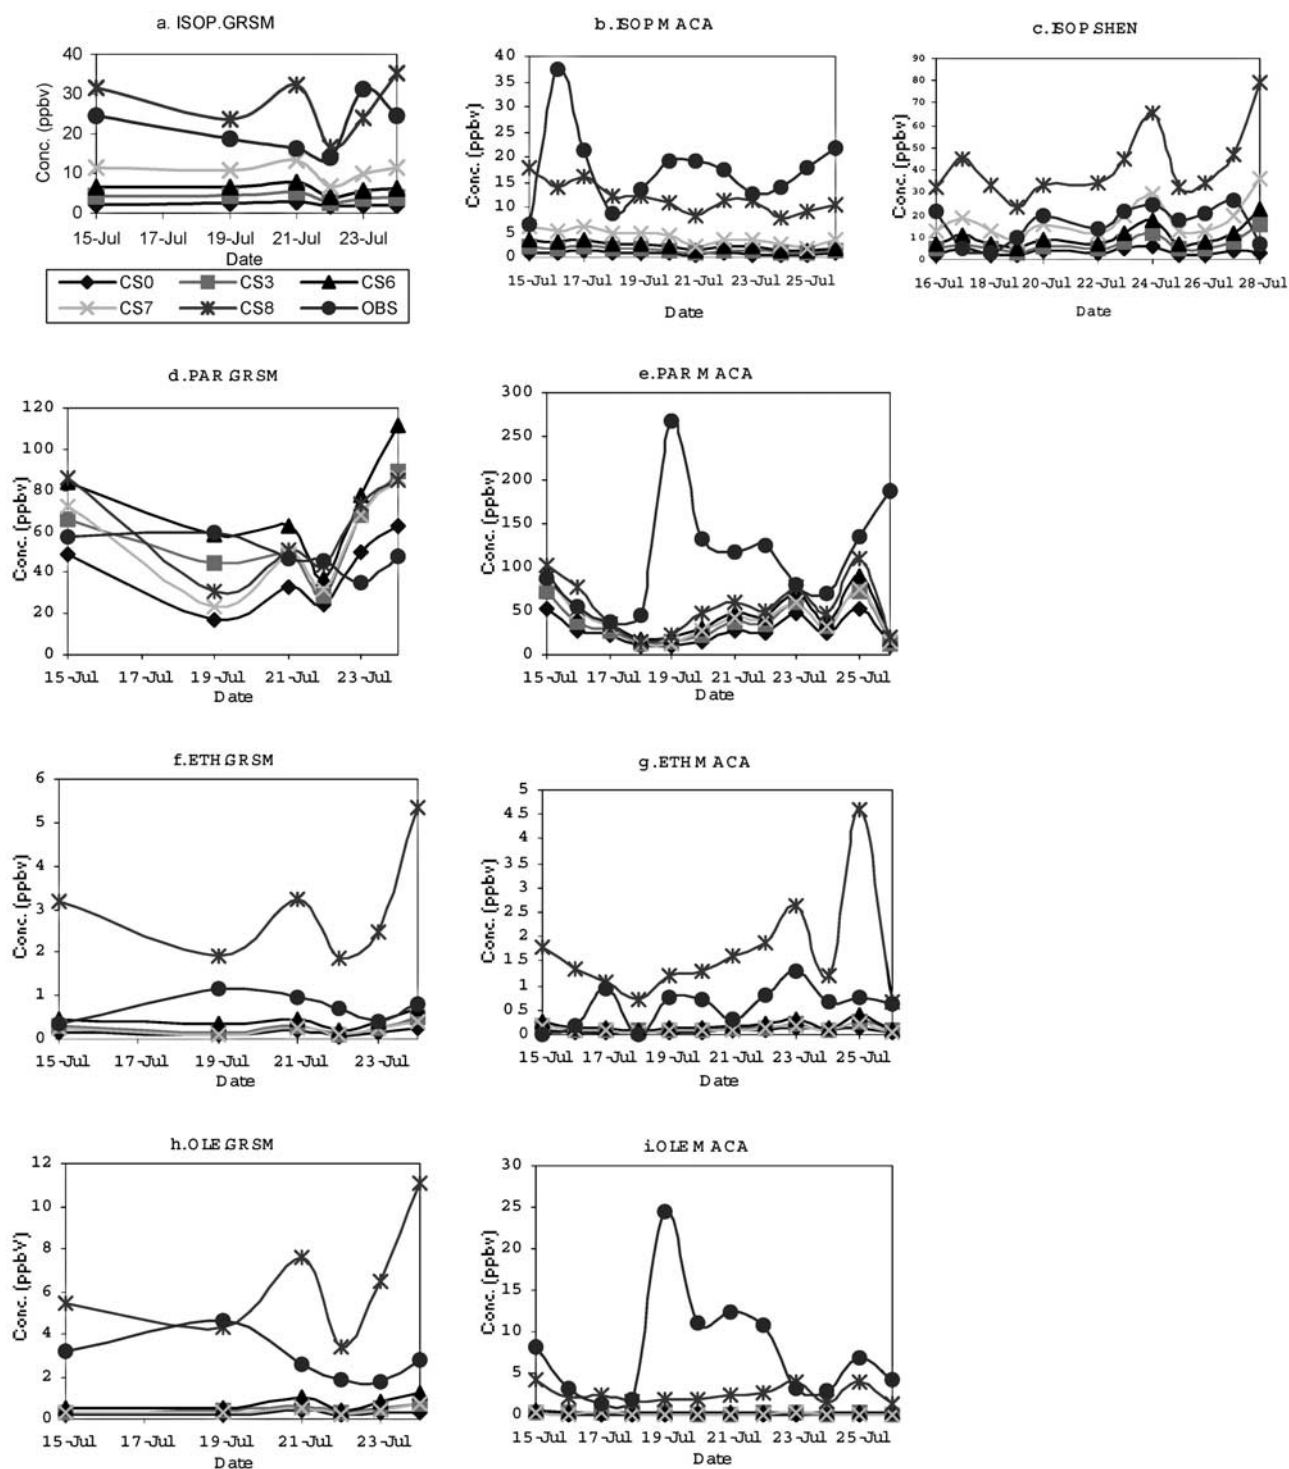 a. ISOP.GRSM
Conc. (ppbv)
40
30
20
10
0
15-Jul 17-Jul 19-Jul 21-Jul 23-Jul
Date
CS0 CS3 CS6
CS7 CS8 OBS
b.ISOP.MACA
Conc. (ppbv)
40
35
30
25
20
15
10
5
0
15-Jul 17-Jul 19-Jul 21-Jul 23-Jul 25-Jul
Date
c.ISOP.SHEN
Conc. (ppbv)
90
80
70
60
50
40
30
20
10
0
16-Jul 18-Jul 20-Jul 22-Jul 24-Jul 26-Jul 28-Jul
Date
d.PAR.GRSM
Conc. (ppbv)
120
100
80
60
40
20
0
15-Jul 17-Jul 19-Jul 21-Jul 23-Jul
Date
e.PAR.MACA
Conc. (ppbv)
300
250
200
150
100
50
0
15-Jul 17-Jul 19-Jul 21-Jul 23-Jul 25-Jul
Date
f.ETH.GRSM
Conc. (ppbv)
6
5
4
3
2
1
0
15-Jul 17-Jul 19-Jul 21-Jul 23-Jul
Date
g.ETH.MACA
Conc. (ppbv)
5
4.5
4
3.5
3
2.5
2
1.5
1
0.5
0
15-Jul 17-Jul 19-Jul 21-Jul 23-Jul 25-Jul
Date
h.OLE.GRSM
Conc. (ppbV)
12
10
8
6
4
2
0
15-Jul 17-Jul 19-Jul 21-Jul 23-Jul
Date
i.OLE.MACA
Conc. (ppbv)
30
25
20
15
10
5
0
15-Jul 17-Jul 19-Jul 21-Jul 23-Jul 25-Jul
Date